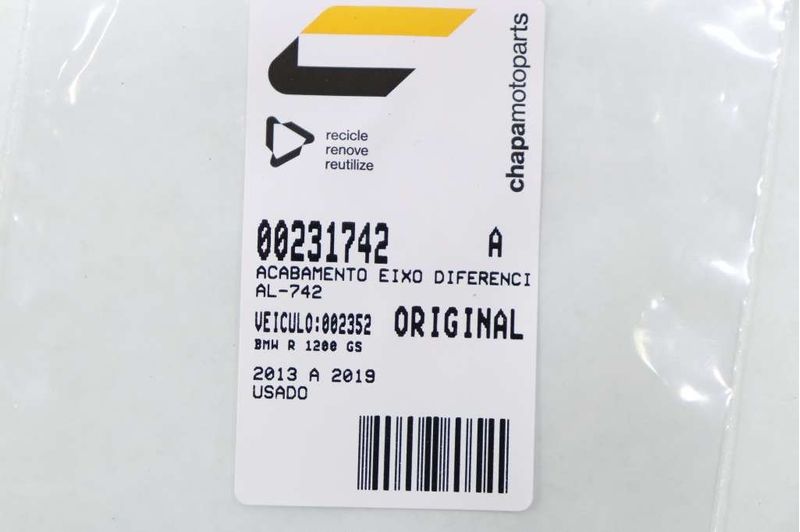 chapamotoparts
recicle
renove
reutilize
00231742 A
ACABAMENTO EIXO DIFERENCI
AL-742
VEICULO:002352 ORIGINAL
BMW R 1200 GS
2013 A 2019
USADO